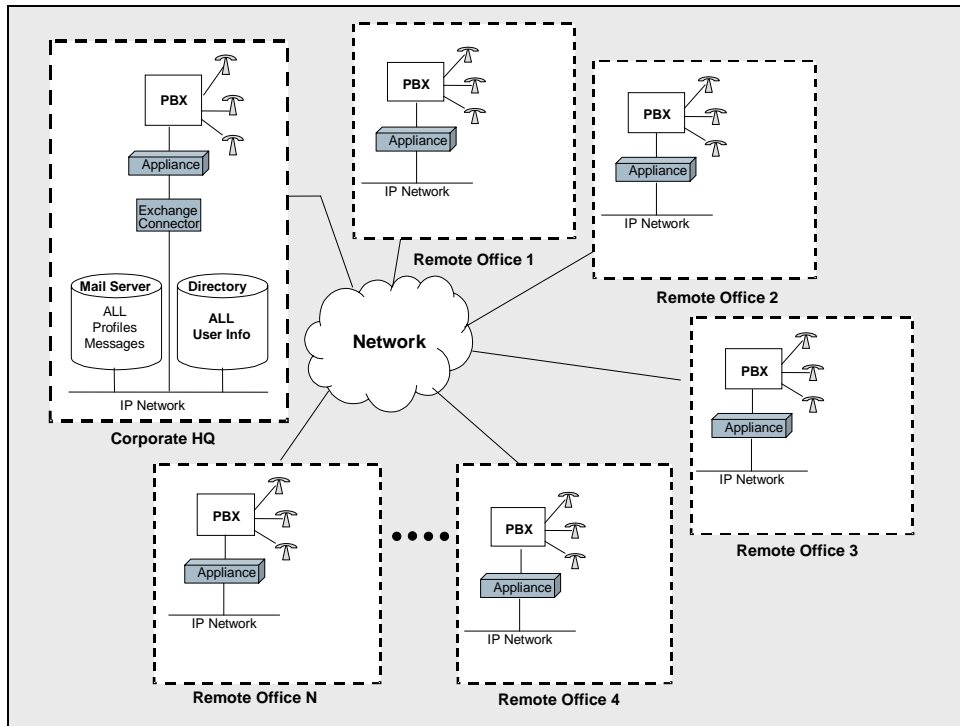 PBX
Appliance
Exchange
Connector
Mail Server
ALL
Profiles
Messages
Directory
ALL
User Info
IP Network
Corporate HQ
PBX
Appliance
IP Network
Remote Office 1
PBX
Appliance
IP Network
Remote Office 2
Network
PBX
Appliance
IP Network
Remote Office 3
PBX
Appliance
IP Network
Remote Office N
PBX
Appliance
IP Network
Remote Office 4